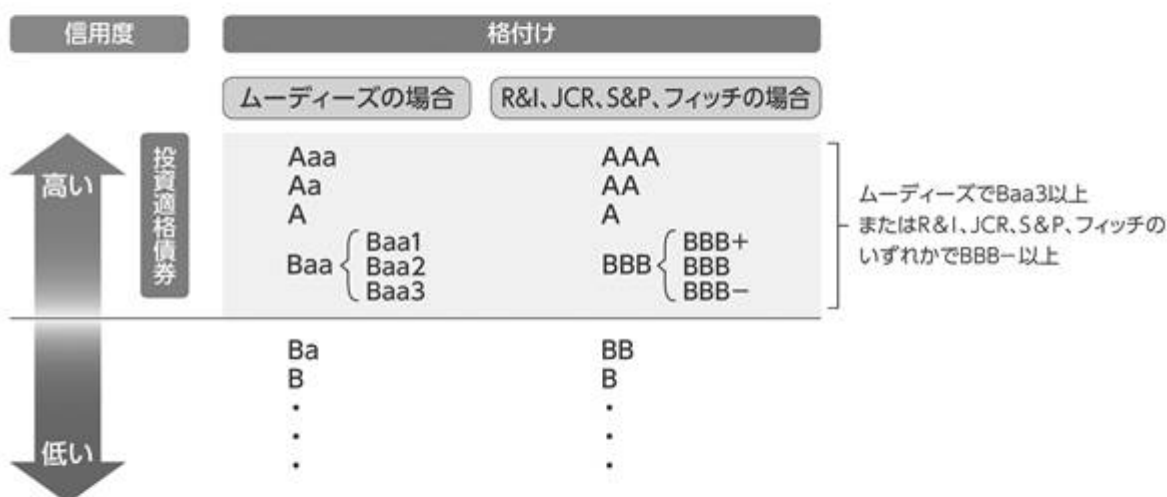 信用度
格付け
ムーディーズの場合
R&I、JCR、S&P、フィッチの場合
高い
投資適格債券
Aaa
AAA
Aa
AA
A
A
Baa
Baa1
Baa2
Baa3
BBB
BBB+
BBB
BBB−
ムーディーズでBaa3以上
またはR&I、JCR、S&P、フィッチの
いずれかでBBB−以上
Ba
BB
B
B
・
・
・
・
・
・
低い